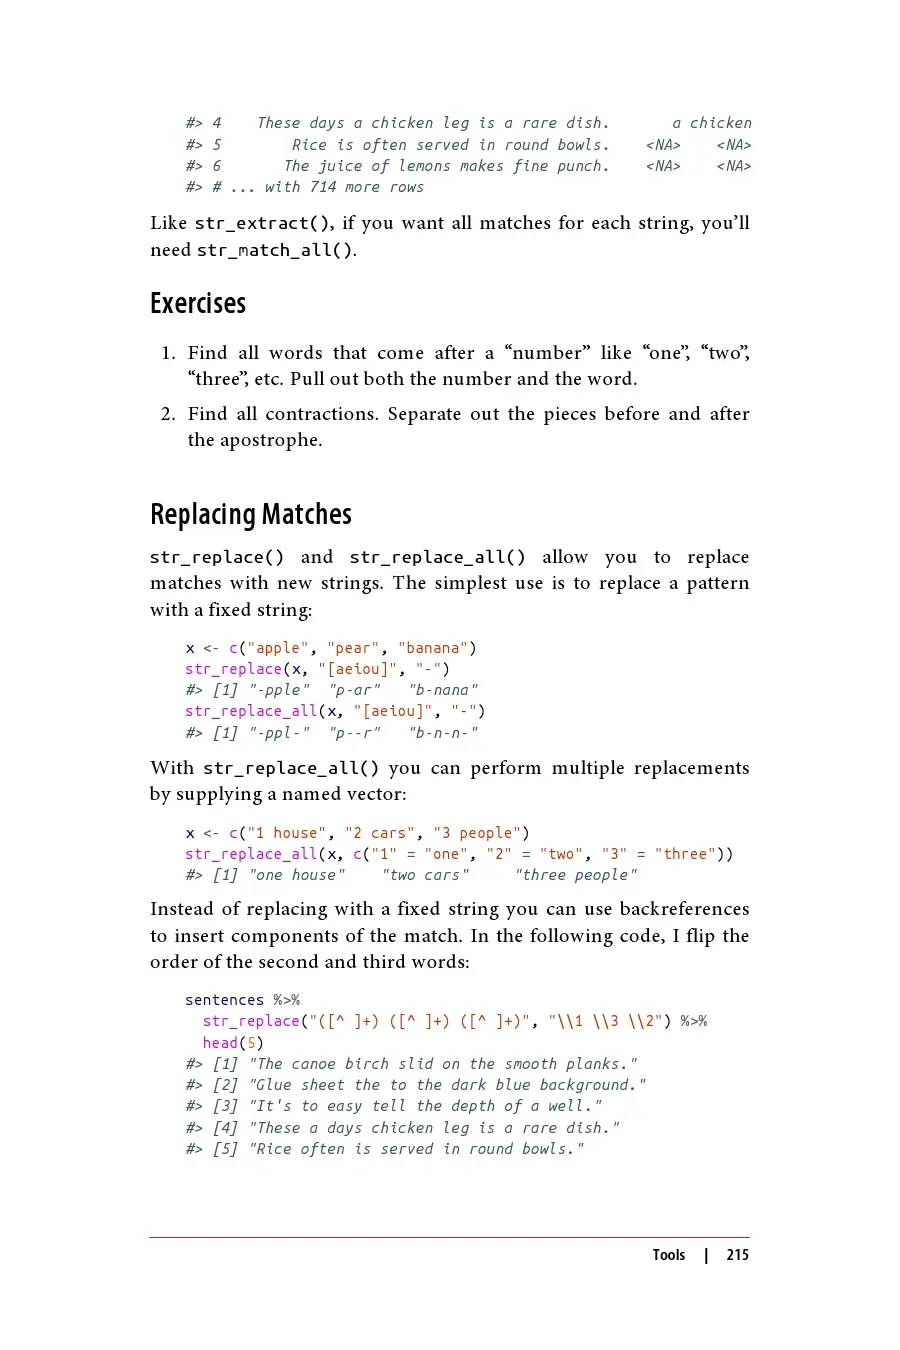 #> 4    These days a chicken leg is a rare dish.       a chicken
#> 5        Rice is often served in round bowls.    <NA>    <NA>
#> 6       The juice of lemons makes fine punch.    <NA>    <NA>
#> # ... with 714 more rows
Like str_extract(), if you want all matches for each string, you’ll
need str_match_all().
Exercises
1. Find all words that come after a “number” like “one”, “two”,
“three”, etc. Pull out both the number and the word.
2. Find all contractions. Separate out the pieces before and after
the apostrophe.
Replacing Matches
str_replace() and str_replace_all() allow you to replace
matches with new strings. The simplest use is to replace a pattern
with a fixed string:
x <- c("apple", "pear", "banana")
str_replace(x, "[aeiou]", "-")
#> [1] "-pple"  "p-ar"   "b-nana"
str_replace_all(x, "[aeiou]", "-")
#> [1] "-ppl-"  "p--r"   "b-n-n-"
With str_replace_all() you can perform multiple replacements
by supplying a named vector:
x <- c("1 house", "2 cars", "3 people")
str_replace_all(x, c("1" = "one", "2" = "two", "3" = "three"))
#> [1] "one house"    "two cars"     "three people"
Instead of replacing with a fixed string you can use backreferences
to insert components of the match. In the following code, I flip the
order of the second and third words:
sentences %>%
  str_replace("([^ ]+) ([^ ]+) ([^ ]+)", "\\1 \\3 \\2") %>%
  head(5)
#> [1] "The canoe birch slid on the smooth planks."
#> [2] "Glue sheet the to the dark blue background."
#> [3] "It's to easy tell the depth of a well."
#> [4] "These a days chicken leg is a rare dish."
#> [5] "Rice often is served in round bowls."
Tools | 215